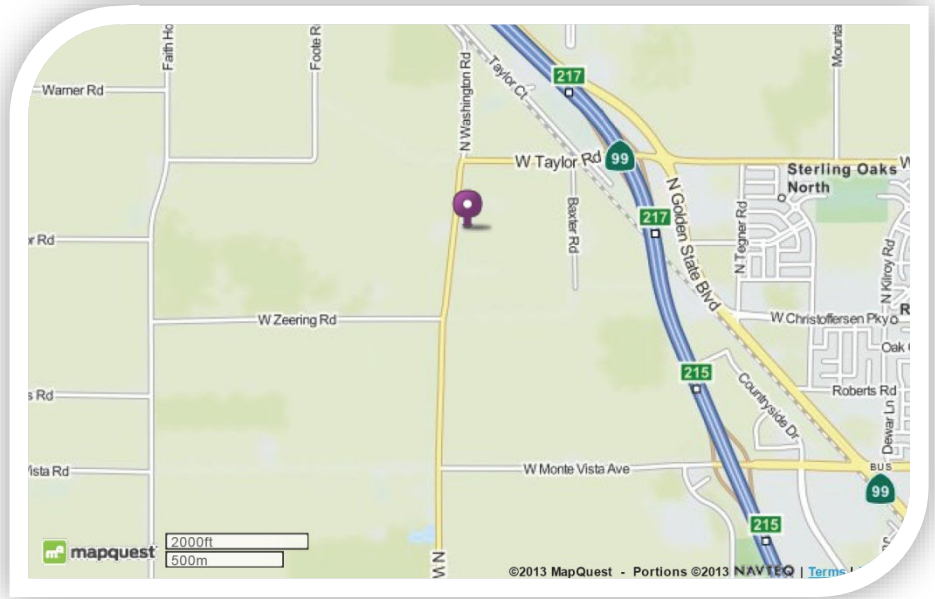 Faith Ho
Foote R
N Washington Rd
Taylor Ct
217
Mounta
Warner Rd
W Taylor Rd
99
W
Sterling Oaks
North
Baxter Rd
217
N Golden State Blvd
N Tegner Rd
N Kilroy Rd
r Rd
W Zeering Rd
W Christoffersen Pky
R
Oak
215
Countryside Dr
Roberts Rd
s Rd
Dewar Ln
ista Rd
W Monte Vista Ave
BUS
99
215
N W
mapquest
2000ft
500m
©2013 MapQuest - Portions ©2013 NAVTEQ | Terms |